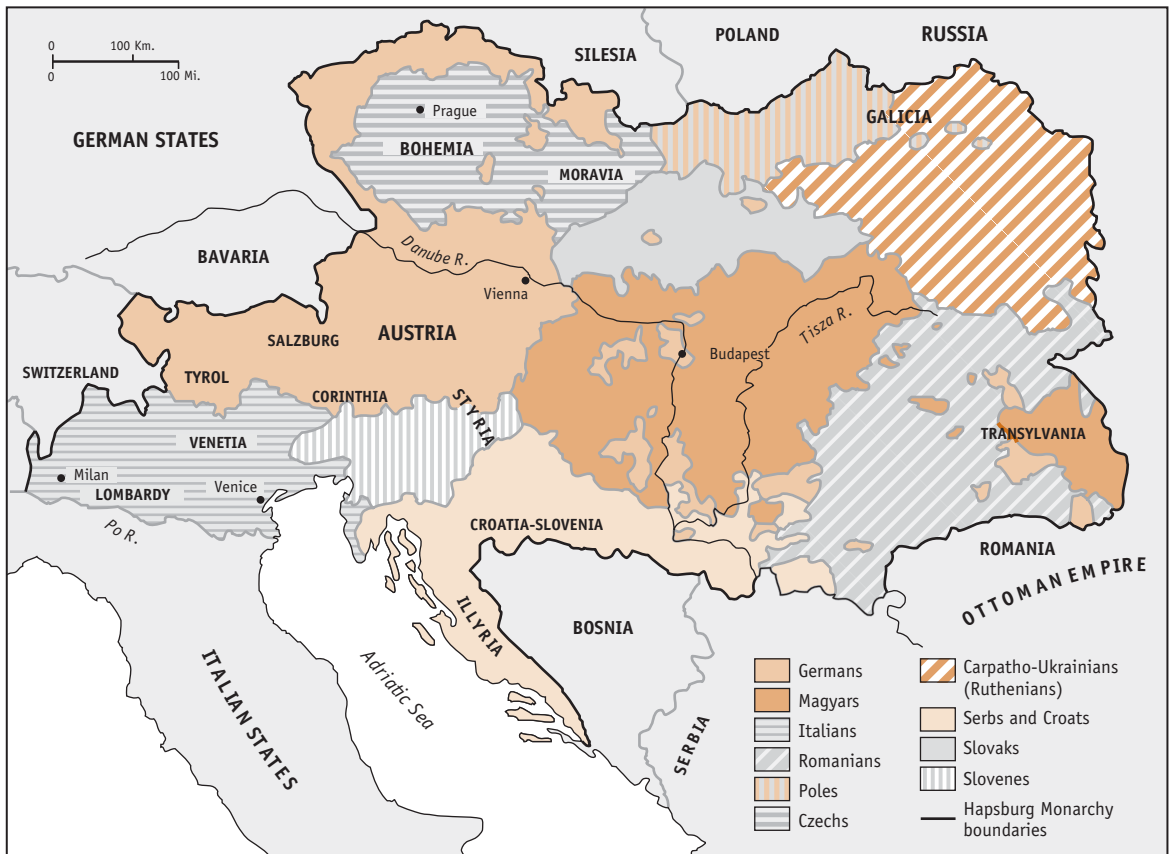 0 100 Km.
0 100 Mi.
SILESIA
POLAND
RUSSIA
Prague
GALICIA
GERMAN STATES
BOHEMIA
MORAVIA
BAVARIA
Danube R.
Vienna
AUSTRIA
SALZBURG
Tisza R.
Budapest
SWITZERLAND
TYROL
CORINTHIA
STYRIA
VENETIA
TRANSYLVANIA
Milan
LOMBARDY
Venice
Po R.
CROATIA-SLOVENIA
ROMANIA
OTTOMAN EMPIRE
ILLYRIA
BOSNIA
ITALIAN STATES
Adriatic Sea
SERBIA
Germans
Magyars
Italians
Romanians
Poles
Czechs
Carpatho-Ukrainians
(Ruthenians)
Serbs and Croats
Slovaks
Slovenes
Hapsburg Monarchy
boundaries